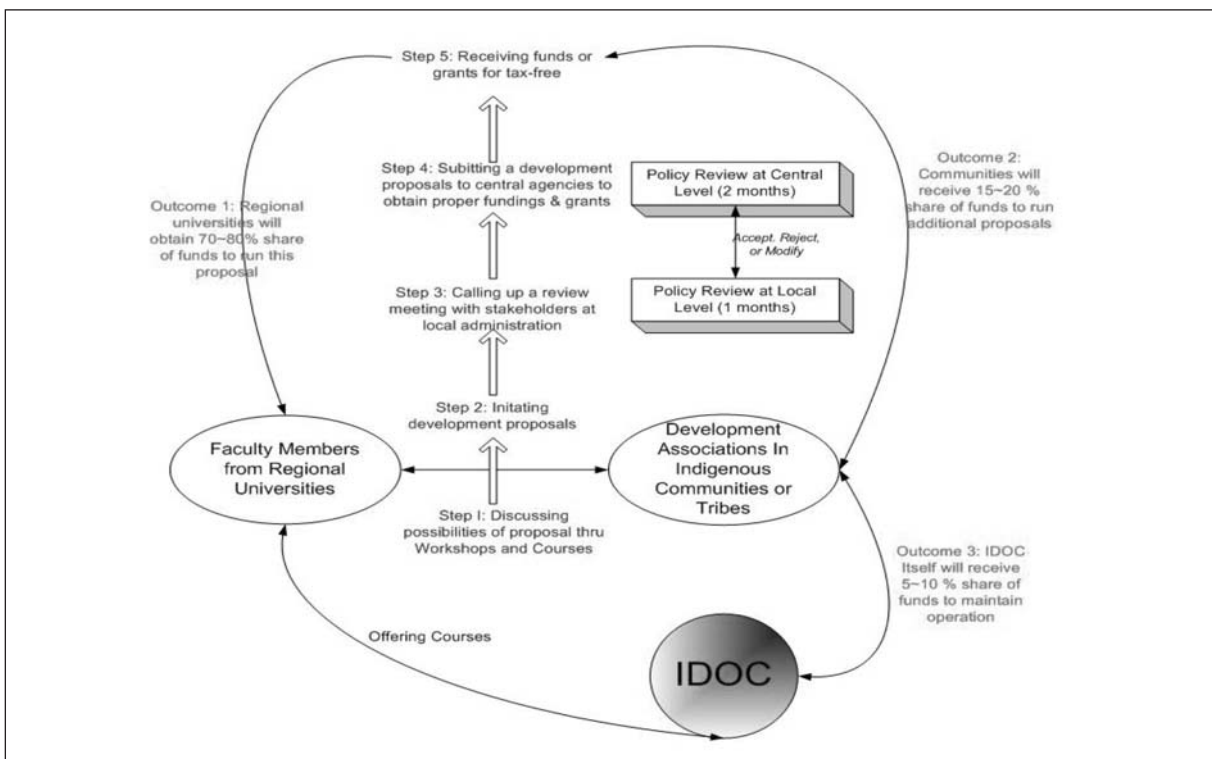 Step 5: Receiving funds or
grants for tax-free
Step 4: Subitting a development
proposals to central agencies to
obtain proper fundings & grants
Policy Review at Central
Level (2 months)
Outcome 2:
Communities will
receive 15~20 %
share of funds to run
additional proposals
Outcome 1: Regional
universities will
obtain 70~80% share
of funds to run this
proposal
Accept. Reject,
or Modify
Step 3: Calling up a review
meeting with stakeholders at
local administration
Policy Review at Local
Level (1 months)
Step 2: Initating
development proposals
Faculty Members
from Regional
Universities
Development
Associations In
Indigenous
Communities or
Tribes
Step I: Discussing
possibilities of proposal thru
Workshops and Courses
Outcome 3: IDOC
Itself will receive
5~10 % share of
funds to maintain
operation
Offering Courses
IDOC